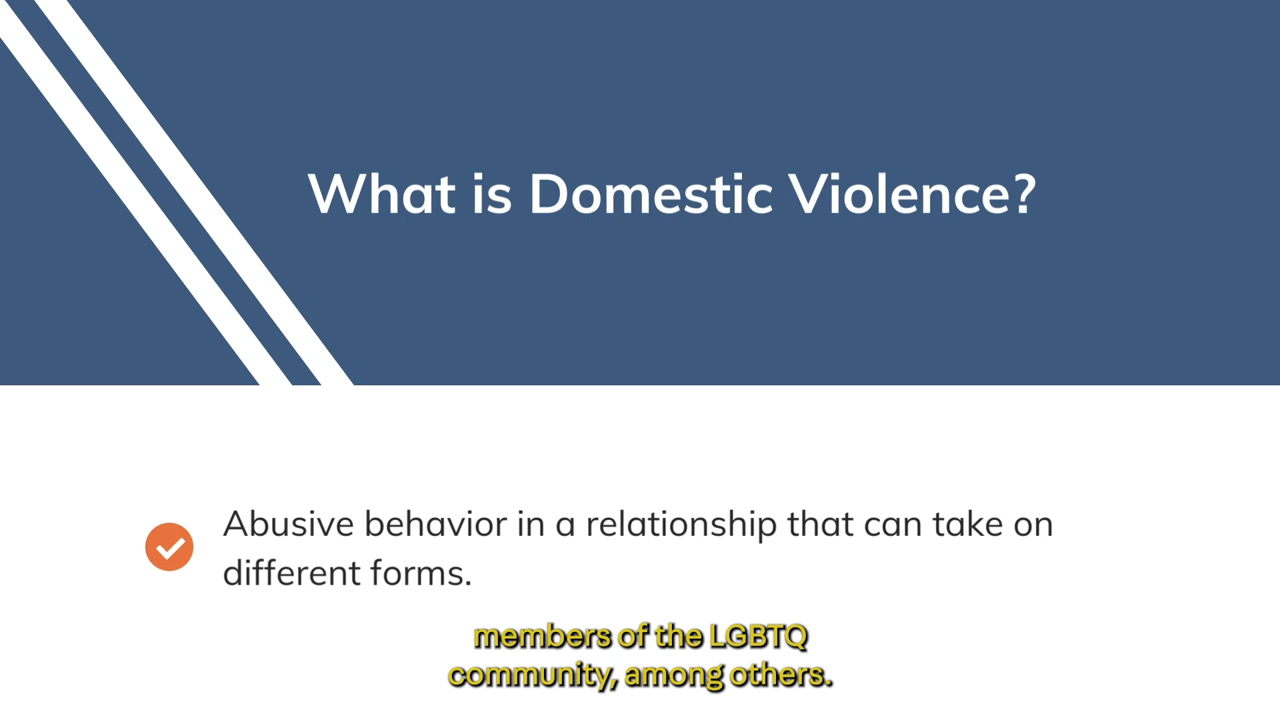 What is Domestic Violence?
Abusive behavior in a relationship that can take on
different forms.
members of the LGBTQ
community, among others.